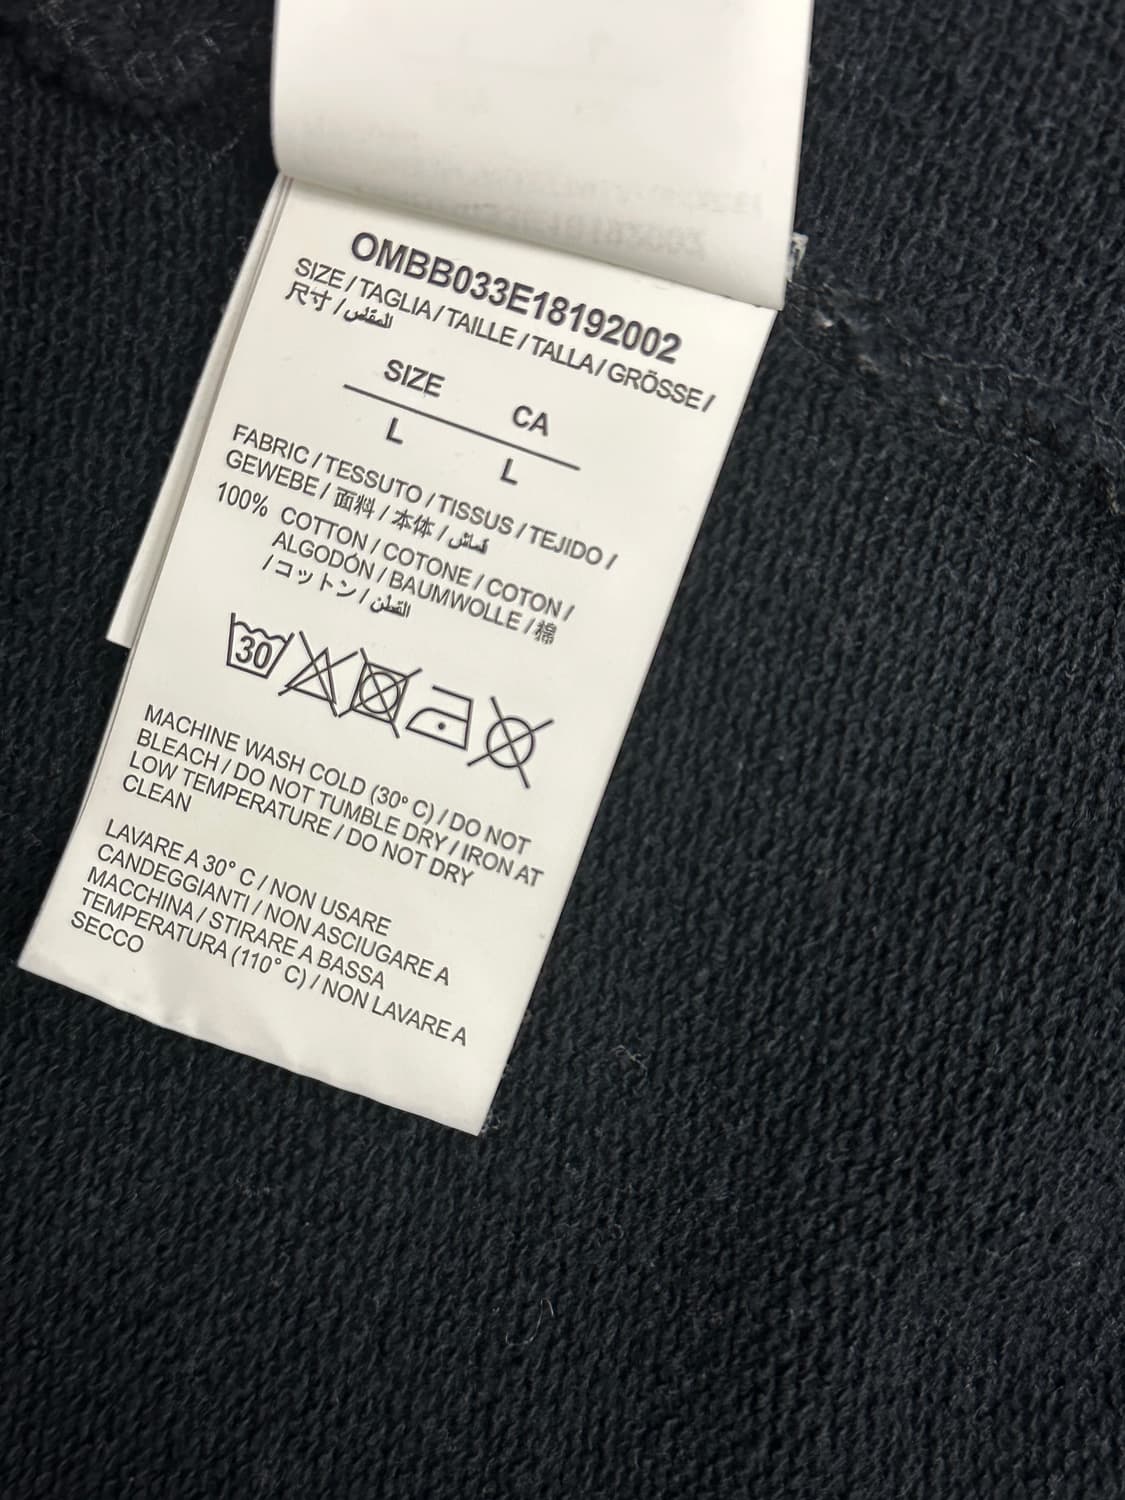 OMBB033E18192002
SIZE / TAGLIA / TAILLE / TALLA / GRÖSSE /
尺寸 / المقاس
SIZE CA
L L
FABRIC / TESSUTO / TISSUS / TEJIDO /
GEWEBE / 面料 / 本体 / قماش
100% COTTON / COTONE / COTON /
ALGODÓN / BAUMWOLLE / 棉
/ コットン / القطن
30
MACHINE WASH COLD (30° C) / DO NOT
BLEACH / DO NOT TUMBLE DRY / IRON AT
LOW TEMPERATURE / DO NOT DRY
CLEAN
LAVARE A 30° C / NON USARE
CANDEGGIANTI / NON ASCIUGARE A
MACCHINA / STIRARE A BASSA
TEMPERATURA (110° C) / NON LAVARE A
SECCO